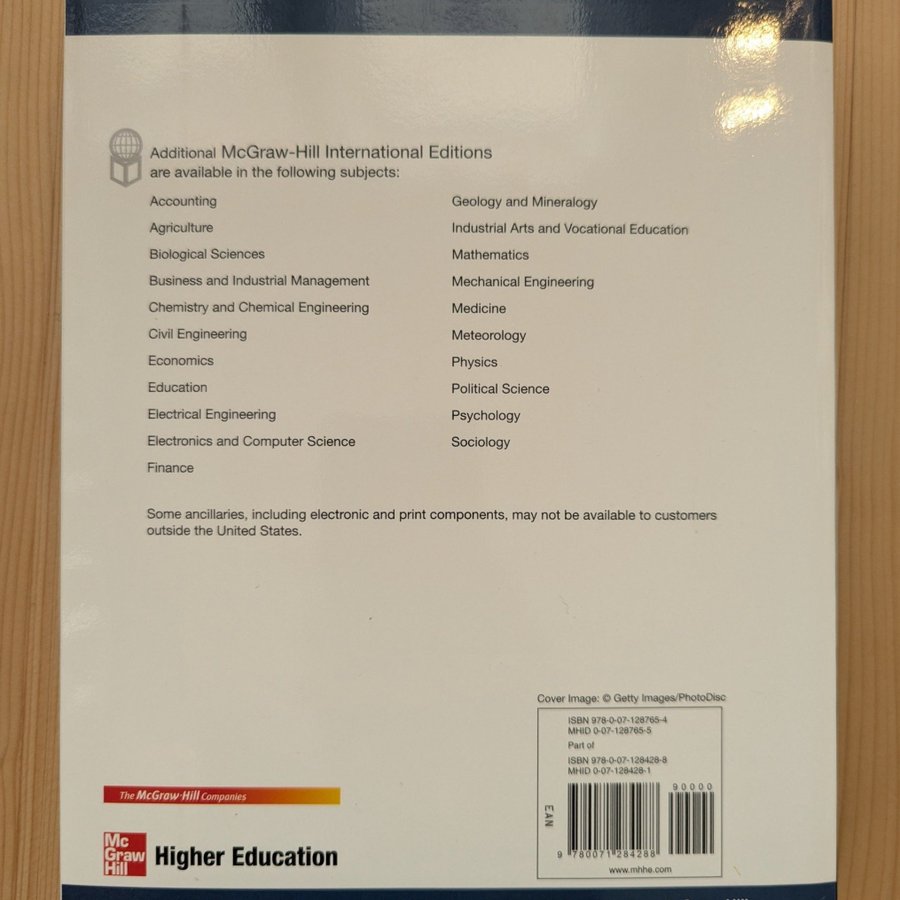 Additional McGraw-Hill International Editions
are available in the following subjects:
Accounting
Agriculture
Biological Sciences
Business and Industrial Management
Chemistry and Chemical Engineering
Civil Engineering
Economics
Education
Electrical Engineering
Electronics and Computer Science
Finance
Geology and Mineralogy
Industrial Arts and Vocational Education
Mathematics
Mechanical Engineering
Medicine
Meteorology
Physics
Political Science
Psychology
Sociology
Some ancillaries, including electronic and print components, may not be available to customers
outside the United States.
Cover Image: © Getty Images/PhotoDisc
ISBN 978-0-07-128765-4
MHID 0-07-128765-5
Part of
ISBN 978-0-07-128428-8
MHID 0-07-128428-1
90000
EAN
9 780071 284288
www.mhhe.com
The McGraw-Hill Companies
Mc
Graw
Hill
Higher Education